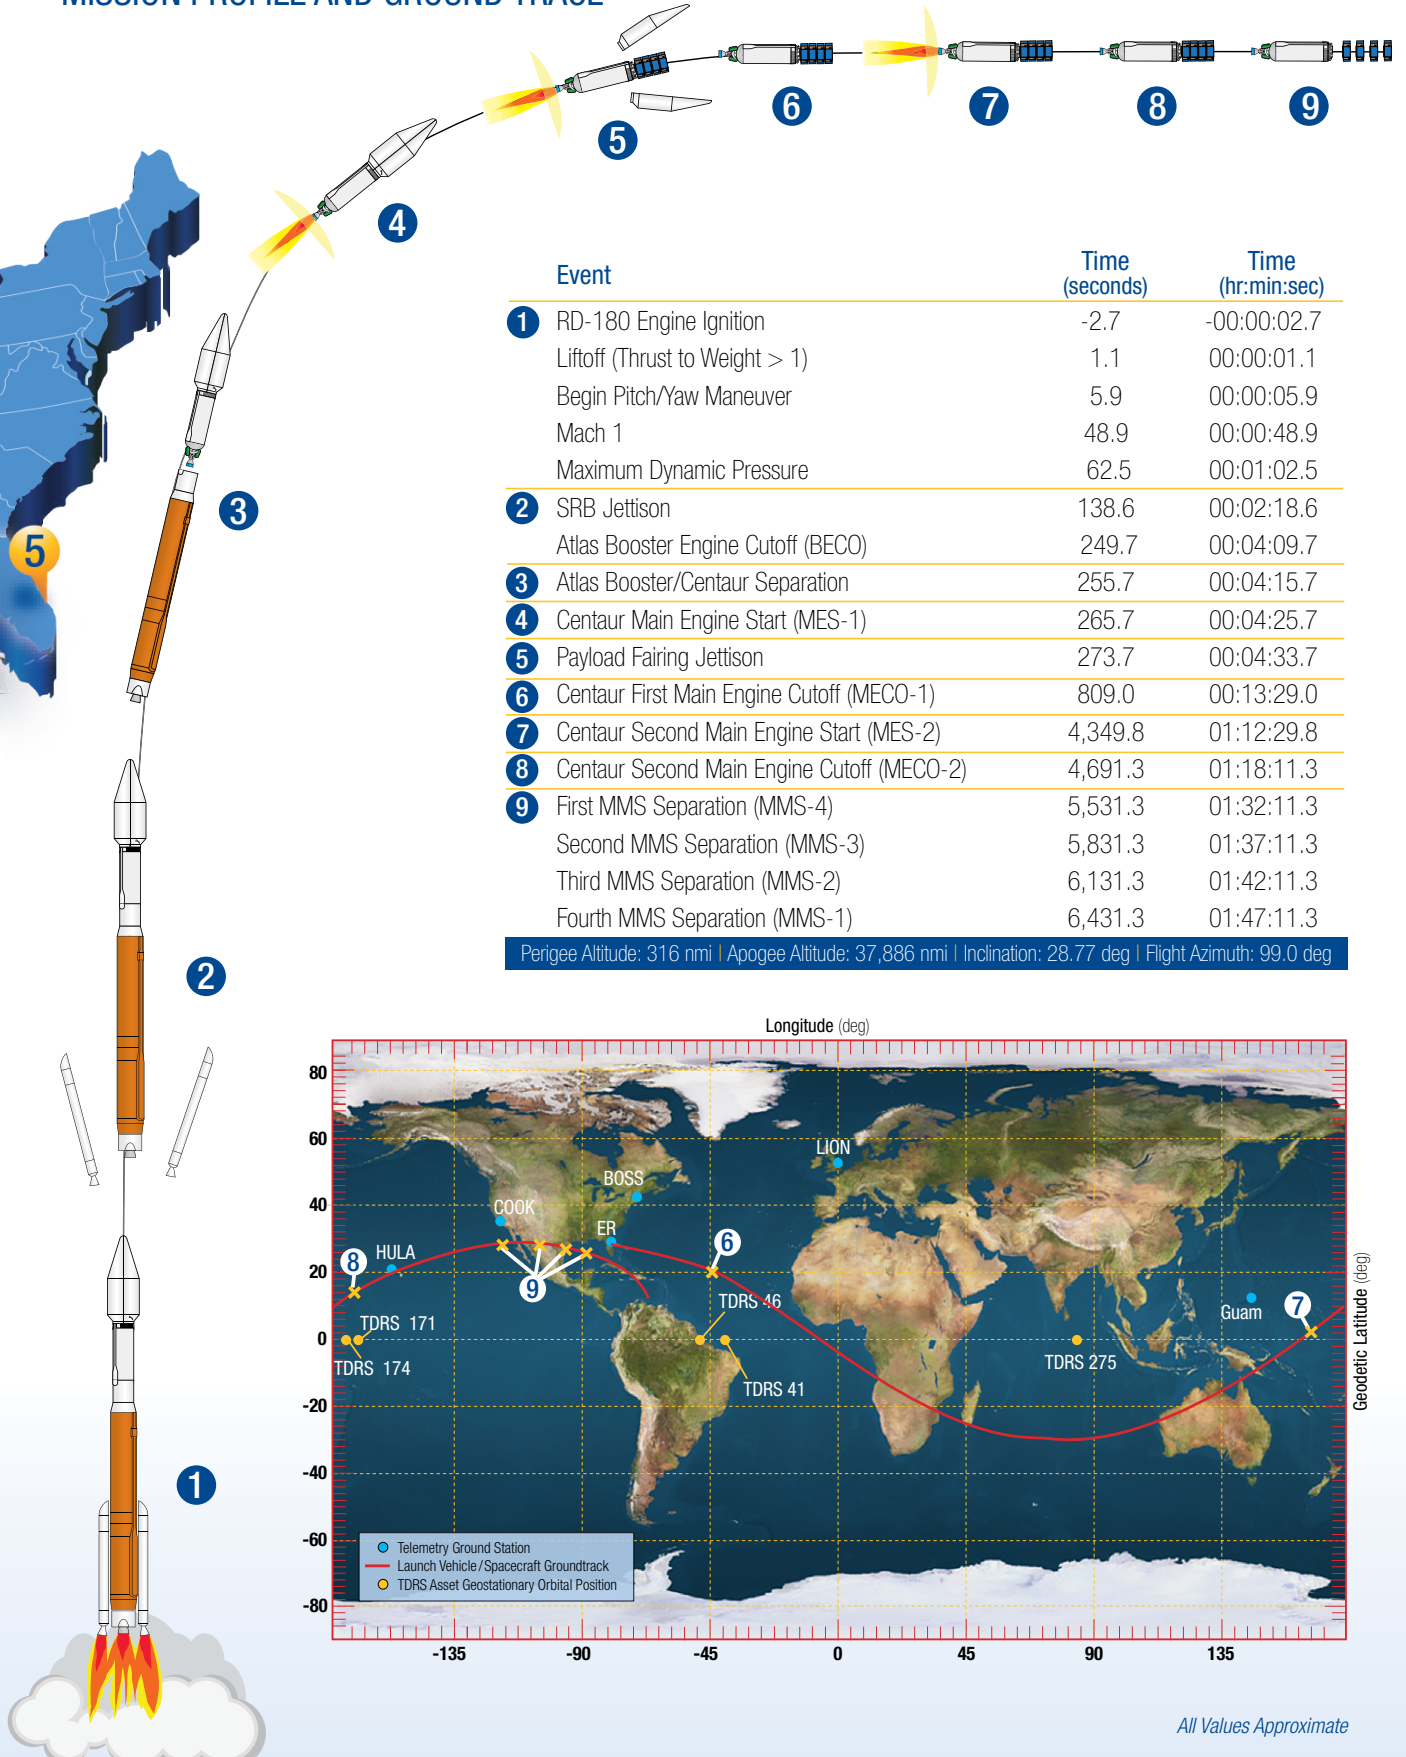 MISSION PROFILE AND GROUND TRACE
6
7
8
9
5
4
3
5
2
1
Event Time (seconds) Time (hr:min:sec)
1 RD-180 Engine Ignition -2.7 -00:00:02.7
Liftoff (Thrust to Weight > 1) 1.1 00:00:01.1
Begin Pitch/Yaw Maneuver 5.9 00:00:05.9
Mach 1 48.9 00:00:48.9
Maximum Dynamic Pressure 62.5 00:01:02.5
2 SRB Jettison 138.6 00:02:18.6
Atlas Booster Engine Cutoff (BECO) 249.7 00:04:09.7
3 Atlas Booster/Centaur Separation 255.7 00:04:15.7
4 Centaur Main Engine Start (MES-1) 265.7 00:04:25.7
5 Payload Fairing Jettison 273.7 00:04:33.7
6 Centaur First Main Engine Cutoff (MECO-1) 809.0 00:13:29.0
7 Centaur Second Main Engine Start (MES-2) 4,349.8 01:12:29.8
8 Centaur Second Main Engine Cutoff (MECO-2) 4,691.3 01:18:11.3
9 First MMS Separation (MMS-4) 5,531.3 01:32:11.3
Second MMS Separation (MMS-3) 5,831.3 01:37:11.3
Third MMS Separation (MMS-2) 6,131.3 01:42:11.3
Fourth MMS Separation (MMS-1) 6,431.3 01:47:11.3
Perigee Altitude: 316 nmi | Apogee Altitude: 37,886 nmi | Inclination: 28.77 deg | Flight Azimuth: 99.0 deg
Longitude (deg)
80
60
40
20
0
-20
-40
-60
-80
LION
BOSS
COOK
ER
6
8
HULA
9
TDRS 46
7
Guam
TDRS 171
TDRS 174
TDRS 275
TDRS 41
Geodetic Latitude (deg)
Telemetry Ground Station
Launch Vehicle/Spacecraft Groundtrack
TDRS Asset Geostationary Orbital Position
-135 -90 -45 0 45 90 135
All Values Approximate